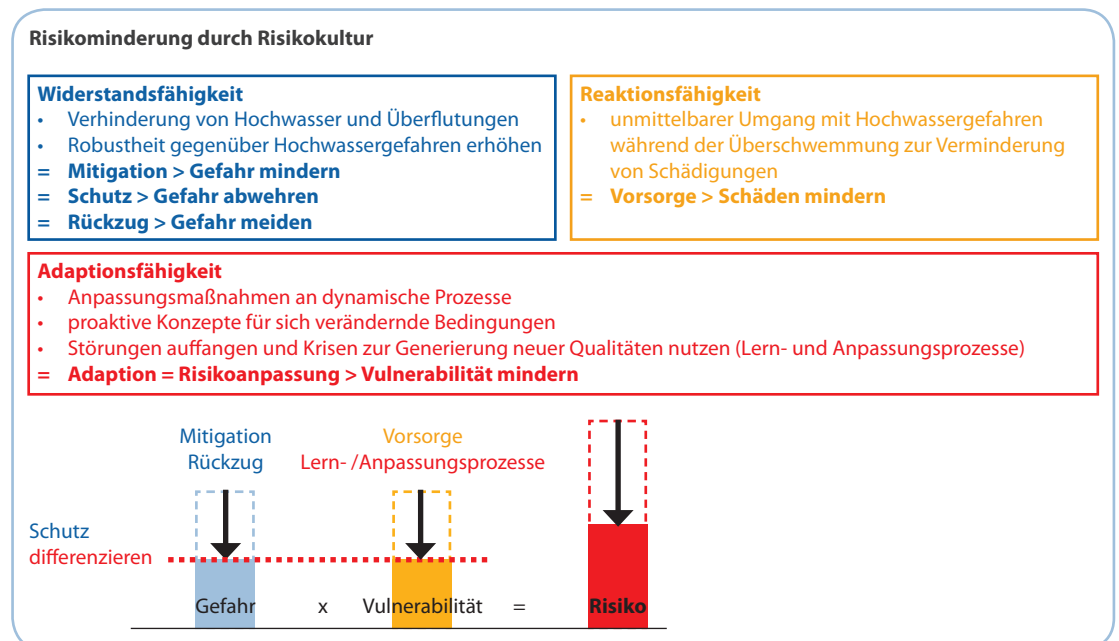 Risikominderung durch Risikokultur
Widerstandsfähigkeit
• Verhinderung von Hochwasser und Überflutungen
• Robustheit gegenüber Hochwassergefahren erhöhen
= Mitigation > Gefahr mindern
= Schutz > Gefahr abwehren
= Rückzug > Gefahr meiden
Reaktionsfähigkeit
• unmittelbarer Umgang mit Hochwassergefahren
während der Überschwemmung zur Verminderung
von Schädigungen
= Vorsorge > Schäden mindern
Adaptionsfähigkeit
• Anpassungsmaßnahmen an dynamische Prozesse
• proaktive Konzepte für sich verändernde Bedingungen
• Störungen auffangen und Krisen zur Generierung neuer Qualitäten nutzen (Lern- und Anpassungsprozesse)
= Adaption = Risikoanpassung > Vulnerabilität mindern
Mitigation
Rückzug
Vorsorge
Lern- /Anpassungsprozesse
Schutz
differenzieren
Gefahr x Vulnerabilität = Risiko